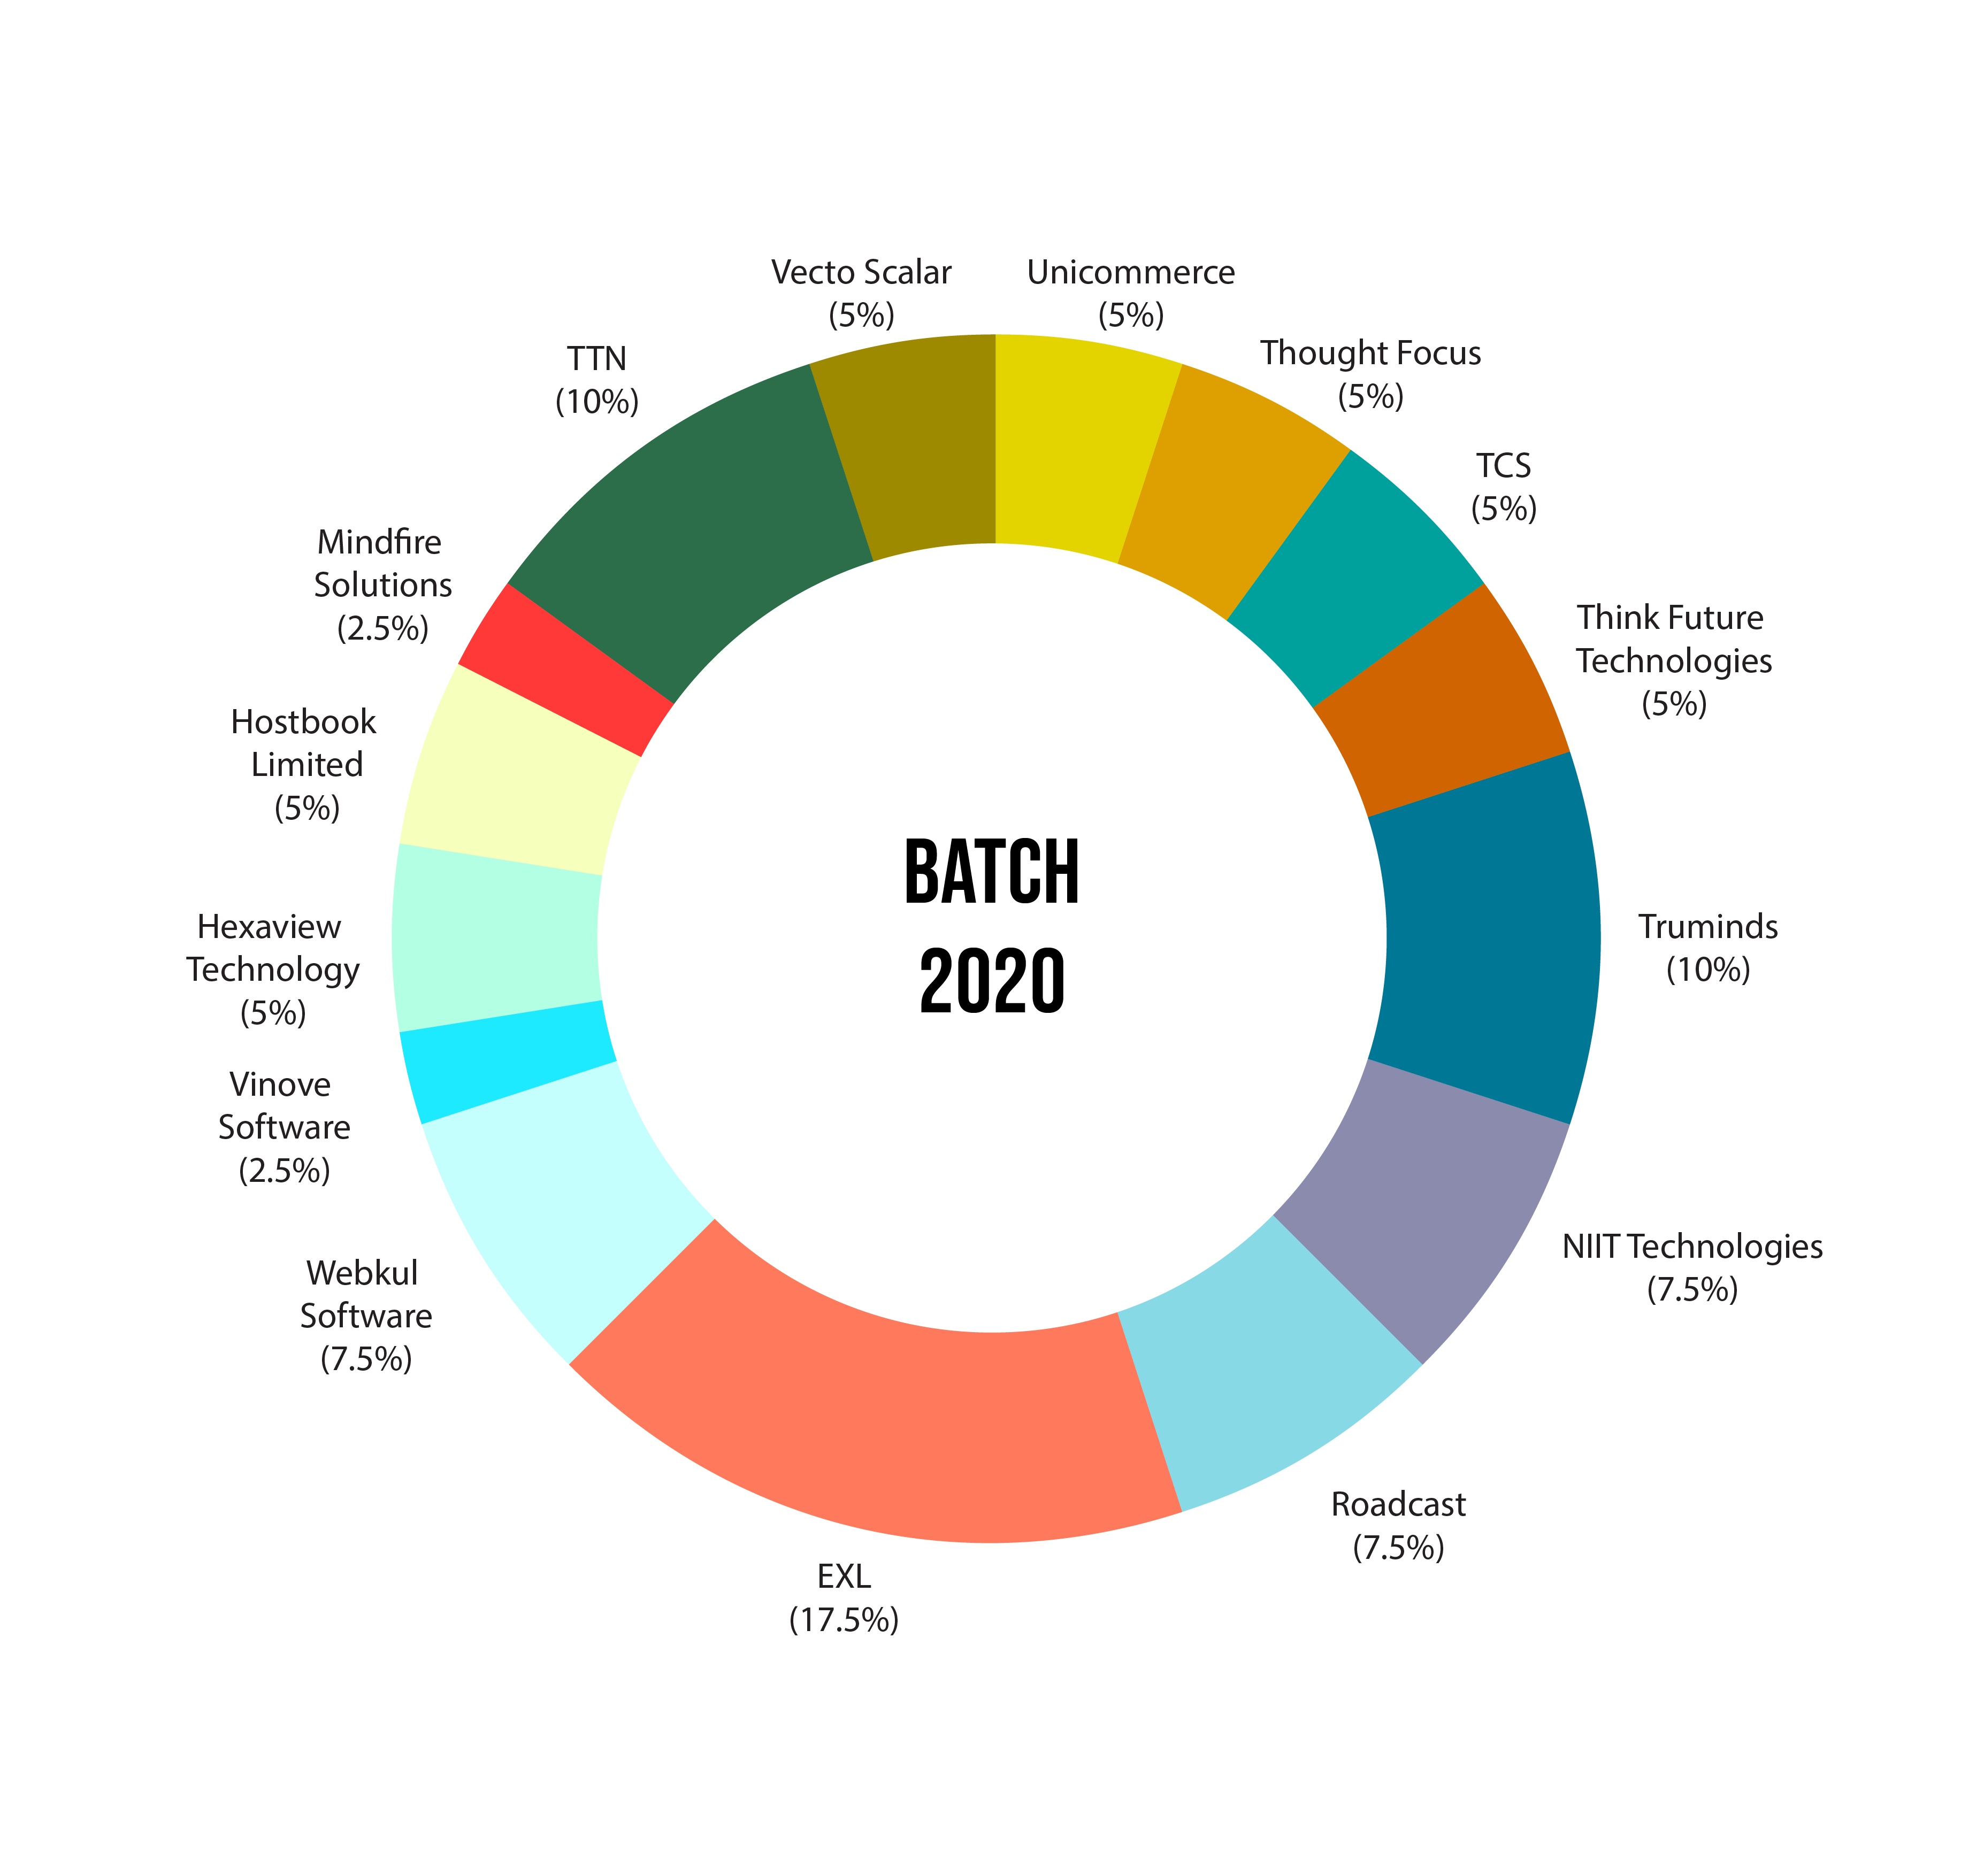 Vecto Scalar
(5%)
Unicommerce
(5%)
Thought Focus
(5%)
TCS
(5%)
Think Future
Technologies
(5%)
Truminds
(10%)
NIIT Technologies
(7.5%)
Roadcast
(7.5%)
EXL
(17.5%)
Webkul
Software
(7.5%)
Vinove
Software
(2.5%)
Hexaview
Technology
(5%)
Hostbook
Limited
(5%)
Mindfire
Solutions
(2.5%)
TTN
(10%)
BATCH
2020